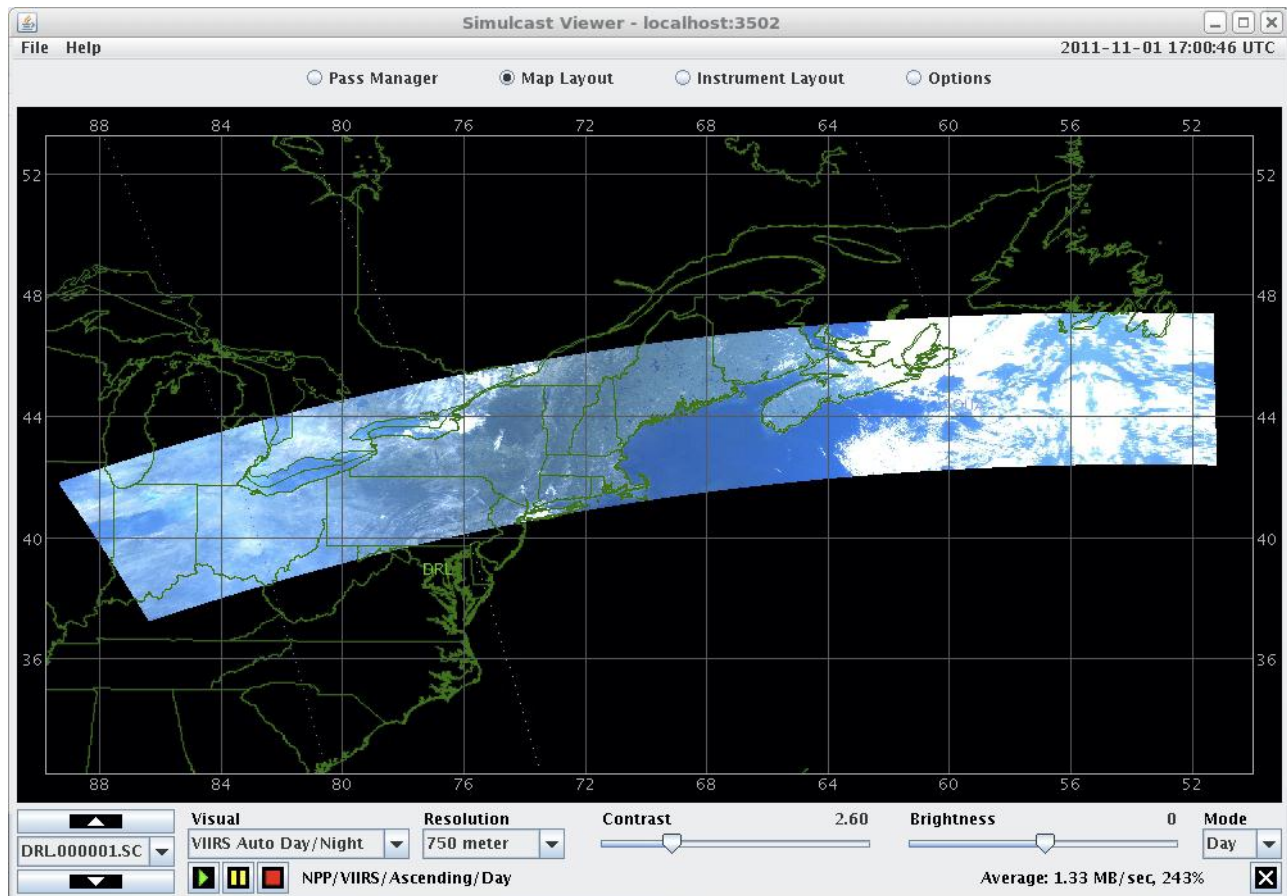 Simulcast Viewer - localhost:3502
File Help 2011-11-01 17:00:46 UTC
Pass Manager Map Layout Instrument Layout Options
88 84 80 76 72 68 64 60 56 52
52 52
48 48
44 44
40 40
DRL
36 36
88 84 80 76 72 68 64 60 56 52
Visual Resolution Contrast 2.60 Brightness 0 Mode
DRL.000001.SC VIIRS Auto Day/Night 750 meter Day
NPP/VIIRS/Ascending/Day Average: 1.33 MB/sec, 243%